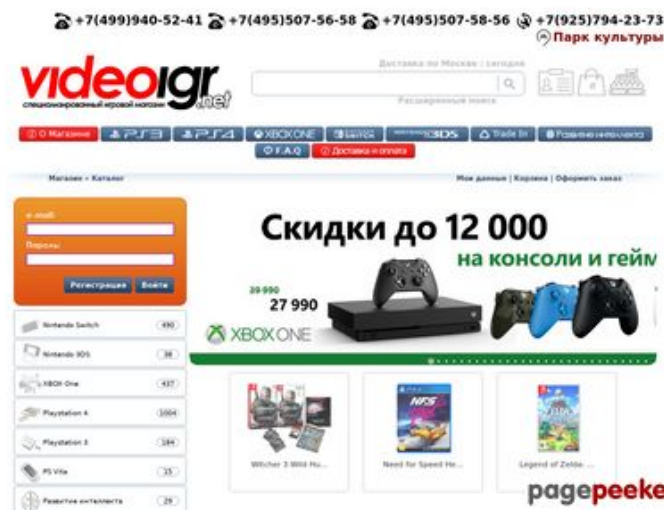 +7(499)940-52-41 +7(495)507-56-58 +7(495)507-58-56 +7(925)794-23-73
Парк культуры
videoigr.net
специализированный игровой магазин
Доставка по Москве : сегодня
Расширенный поиск
О Магазине PS3 PS4 XBOX ONE SWITCH NINTENDO 3DS Trade In Развитие интеллекта
F.A.Q Доставка и оплата
Магазин » Каталог
Мои данные | Корзина | Оформить заказ
e-mail:
Пароль:
Регистрация Войти
Скидки до 12 000
на консоли и гейм
39 990
27 990
XBOX ONE
Nintendo Switch 490
Nintendo 3DS 38
XBOX One 437
Playstation 4 1004
Playstation 3 184
PS Vita 15
Развитие интеллекта 29
NFS
Witcher 3 Wild Hu...
Need for Speed He...
Legend of Zelda: ...
pagepeeke